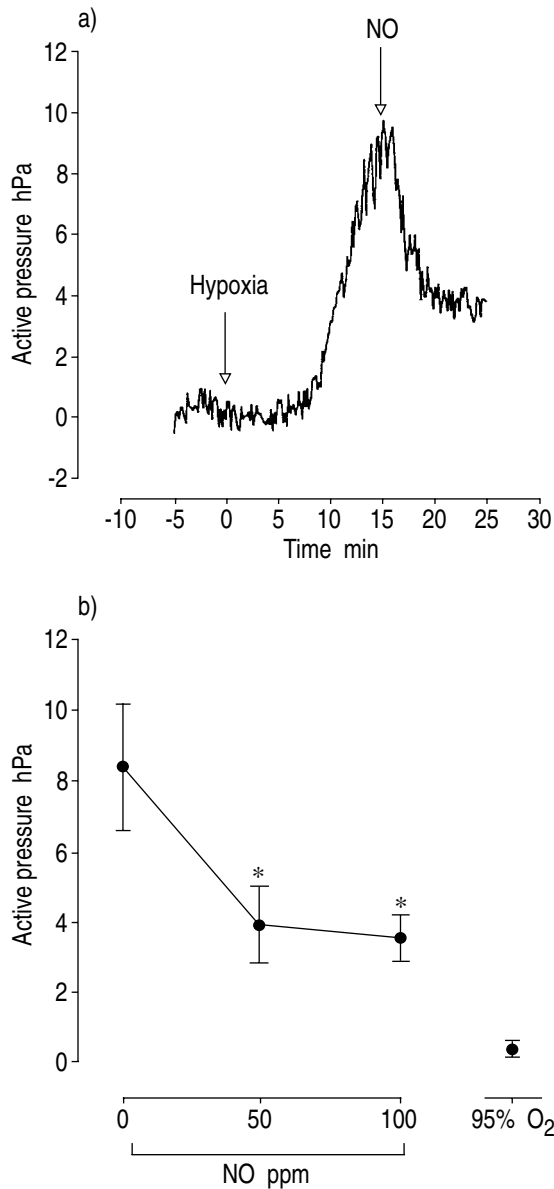 a)
NO
12
10
8
6
4
2
0
-2
Active pressure hPa
Hypoxia
-10 -5 0 5 10 15 20 25 30
Time min
b)
12
10
8
6
4
2
0
Active pressure hPa
*
*
0 50 100 95% O₂
NO ppm